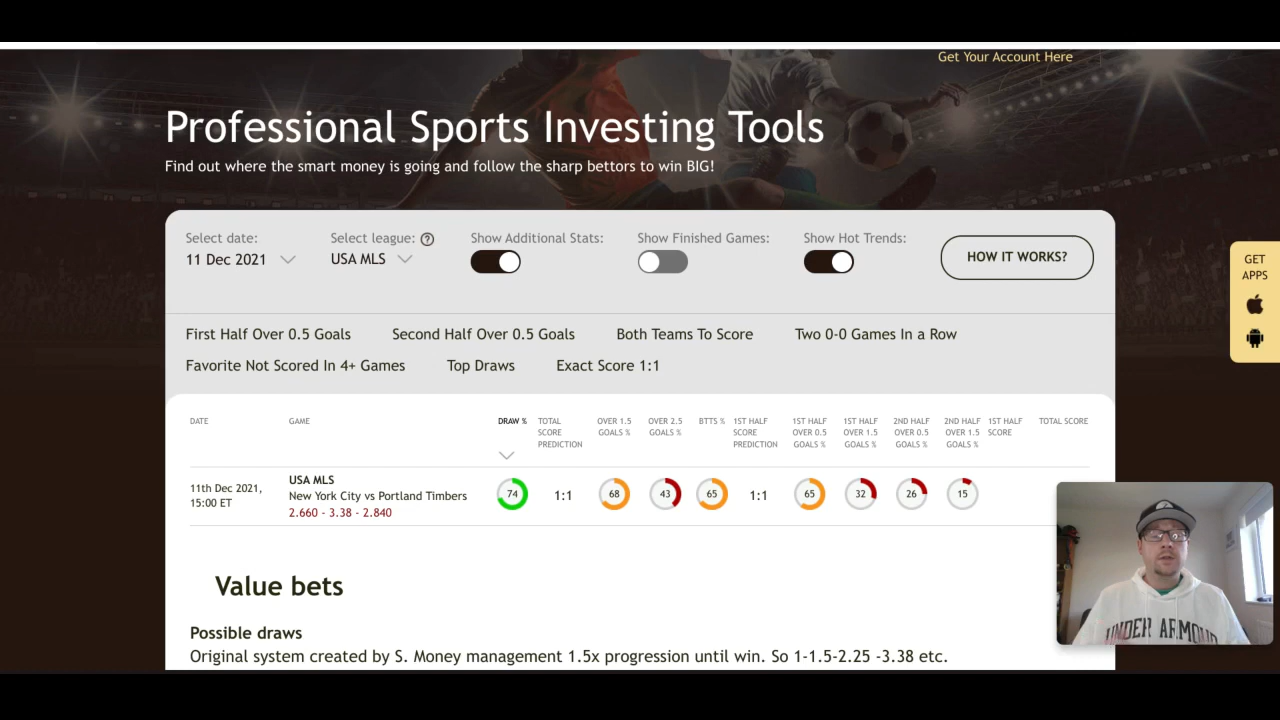 Get Your Account Here
Professional Sports Investing Tools
Find out where the smart money is going and follow the sharp bettors to win BIG!
Select date:
11 Dec 2021
Select league: ?
USA MLS
Show Additional Stats:
Show Finished Games:
Show Hot Trends:
HOW IT WORKS?
GET
APPS
First Half Over 0.5 Goals
Second Half Over 0.5 Goals
Both Teams To Score
Two 0-0 Games In a Row
Favorite Not Scored In 4+ Games
Top Draws
Exact Score 1:1
DATE
GAME
DRAW %
TOTAL
SCORE
PREDICTION
OVER 1.5
GOALS %
OVER 2.5
GOALS %
BTTS %
1ST HALF
SCORE
PREDICTION
1ST HALF
OVER 0.5
GOALS %
1ST HALF
OVER 1.5
GOALS %
2ND HALF
OVER 0.5
GOALS %
2ND HALF
OVER 1.5
GOALS %
1ST HALF
SCORE
TOTAL SCORE
11th Dec 2021,
15:00 ET
USA MLS
New York City vs Portland Timbers
2.660 - 3.38 - 2.840
74
1:1
68
43
65
1:1
65
32
26
15
Value bets
Possible draws
Original system created by S. Money management 1.5x progression until win. So 1-1.5-2.25 -3.38 etc.
UNDER ARMOUR